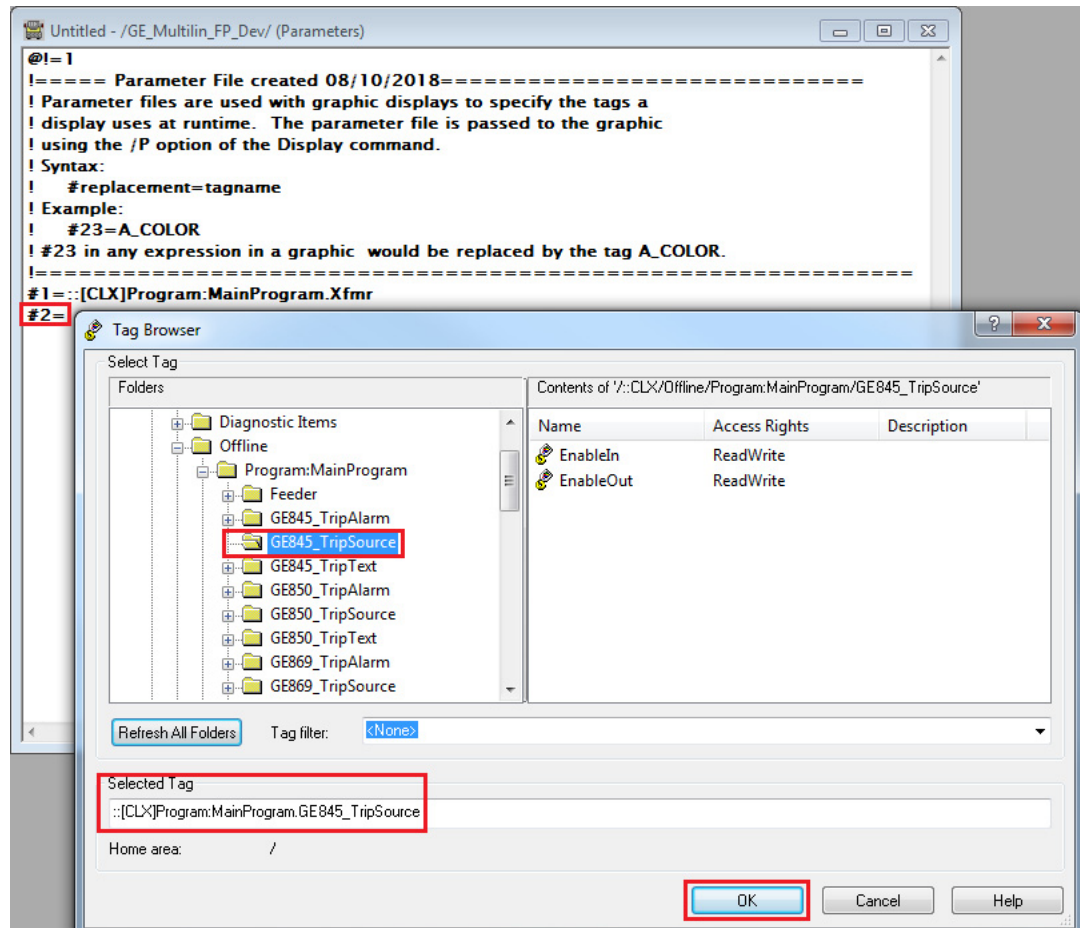 Untitled - /GE_Multilin_FP_Dev/ (Parameters)
@!=1
!===== Parameter File created 08/10/2018=============================
! Parameter files are used with graphic displays to specify the tags a
! display uses at runtime.  The parameter file is passed to the graphic
! using the /P option of the Display command.
! Syntax:
!    #replacement=tagname
! Example:
!    #23=A_COLOR
! #23 in any expression in a graphic  would be replaced by the tag A_COLOR.
!============================================================
#1=::[CLX]Program:MainProgram.Xfmr
#2=
Tag Browser
Select Tag
Folders
Contents of '/::CLX/Offline/Program:MainProgram/GE845_TripSource'
Diagnostic Items
Name Access Rights Description
Offline
EnableIn ReadWrite
Program:MainProgram
EnableOut ReadWrite
Feeder
GE845_TripAlarm
GE845_TripSource
GE845_TripText
GE850_TripAlarm
GE850_TripSource
GE850_TripText
GE869_TripAlarm
GE869_TripSource
Refresh All Folders Tag filter: <None>
Selected Tag
::[CLX]Program:MainProgram.GE845_TripSource
Home area: /
OK Cancel Help